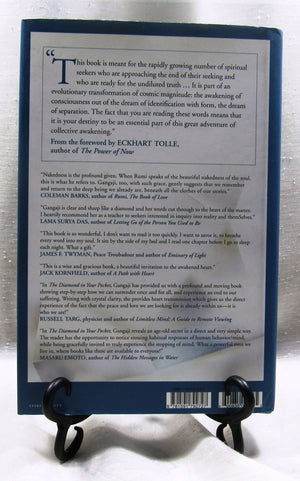 “This book is meant for the rapidly growing number of spiritual
seekers who are approaching the end of their seeking and
who are ready for the undiluted truth … It is part of an
evolutionary transformation of cosmic magnitude: the awakening of
consciousness out of the dream of identification with form, the dream
of separation. The fact that you are reading these words means that
it is your destiny to be an essential part of this great adventure of
collective awakening.”
From the foreword by ECKHART TOLLE,
author of The Power of Now
“Nakedness is the profound given. When Rumi speaks of the beautiful nakedness of the soul,
this is what he refers to. Gangaji, too, with such grace, gently suggests that we remember
and return to the deep being we already are, beneath all the clothes of our stories.”
COLEMAN BARKS, author of Rumi, The Book of Love
“Gangaji is clear and sharp like a diamond and her words cut through to the heart of the matter.
I heartily recommend her as a teacher to seekers interested in inquiry into reality and themselves.”
LAMA SURYA DAS, author of Letting Go of the Person You Used to Be
“This book is so wonderful, I don't want to read it too quickly. I want to savor it, to breathe
every word into my soul. It sits by the side of my bed and I read one chapter before I go to sleep
each night. What a gift.”
JAMES F. TWYMAN, Peace Troubadour and author of Emissary of Light
“This is a wise and gracious book, a beautiful invitation to the awakened heart.”
JACK KORNFIELD, author of A Path with Heart
“In The Diamond in Your Pocket, Gangaji has provided us with a profound and moving book
showing step-by-step how we can surrender once and for all, and experience an end to our
suffering. Writing with crystal clarity, she provides heart transmission which gives us the direct
experience of the fact that the peace and love we are looking for is already within us—it is
who we are!”
RUSSELL TARG, physicist and author of Limitless Mind: A Guide to Remote Viewing
“In The Diamond in Your Pocket, Gangaji reveals an age-old secret in a direct and very simple way.
The reader has the opportunity to notice ensuing habitual responses of human behavior/mind,
while being graciously invited to truly experience the stopping of mind. What a powerful time we
live in, where books like these are available to everyone!”
MASARU EMOTO, author of The Hidden Messages in Water